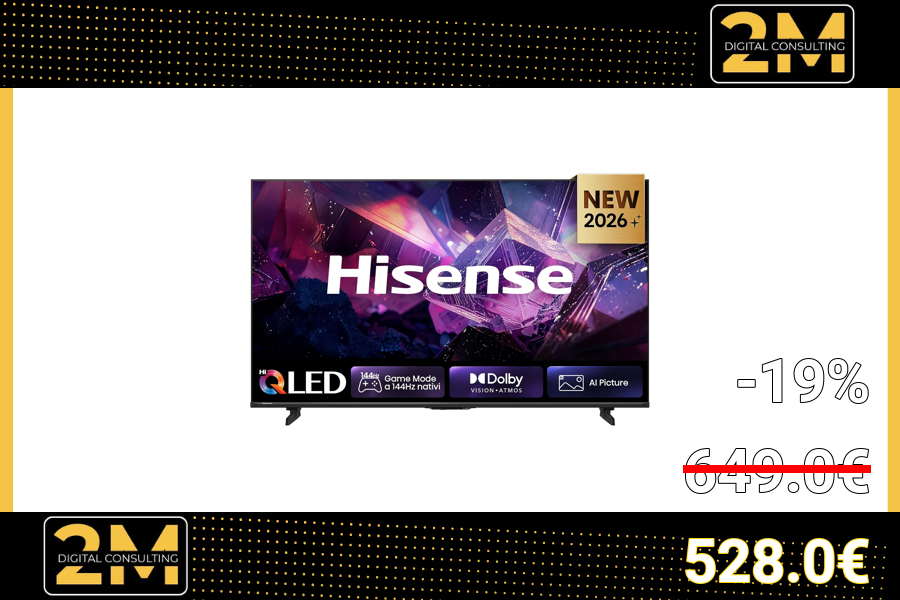 2M
DIGITAL CONSULTING
NEW
2026
Hisense
Hi QLED
144Hz
Game Mode
a 144Hz nativi
Dolby
VISION • ATMOS
AI Picture
-19%
649.0€
2M
DIGITAL CONSULTING
528.0€